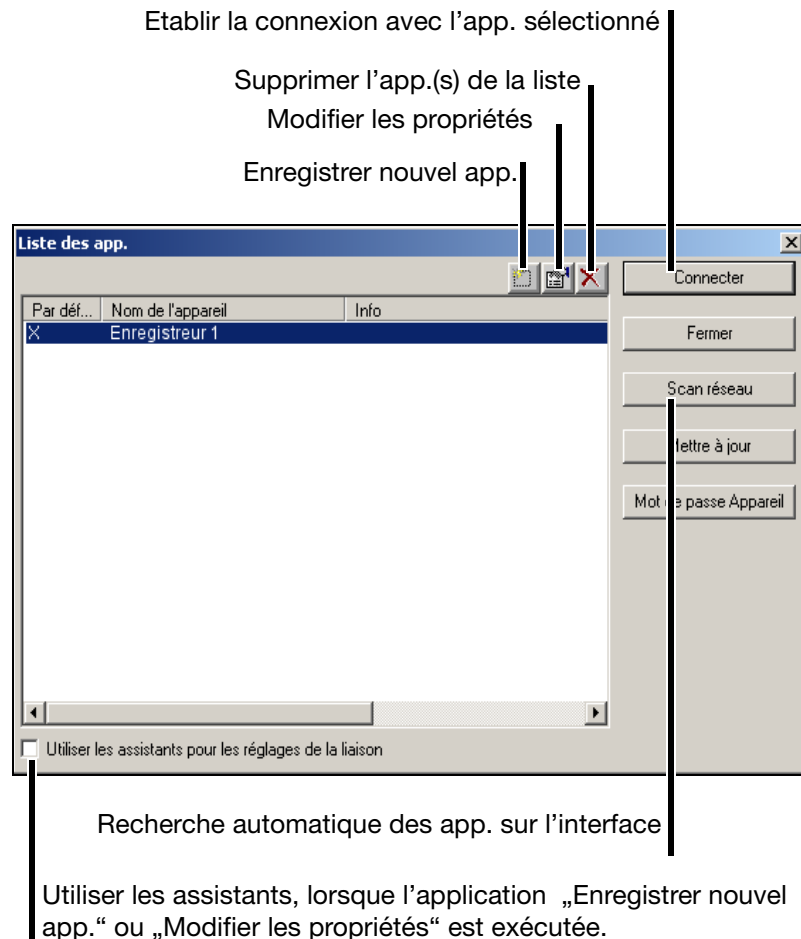 Etablir la connexion avec l’app. sélectionné
Supprimer l’app.(s) de la liste
Modifier les propriétés
Enregistrer nouvel app.
Liste des app.
Connecter
Par déf... Nom de l'appareil Info
X Enregistreur 1
Fermer
Scan réseau
ettre à jour
Mot e passe Appareil
Utiliser les assistants pour les réglages de la liaison
Recherche automatique des app. sur l’interface
Utiliser les assistants, lorsque l’application „Enregistrer nouvel
app.“ ou „Modifier les propriétés“ est exécutée.